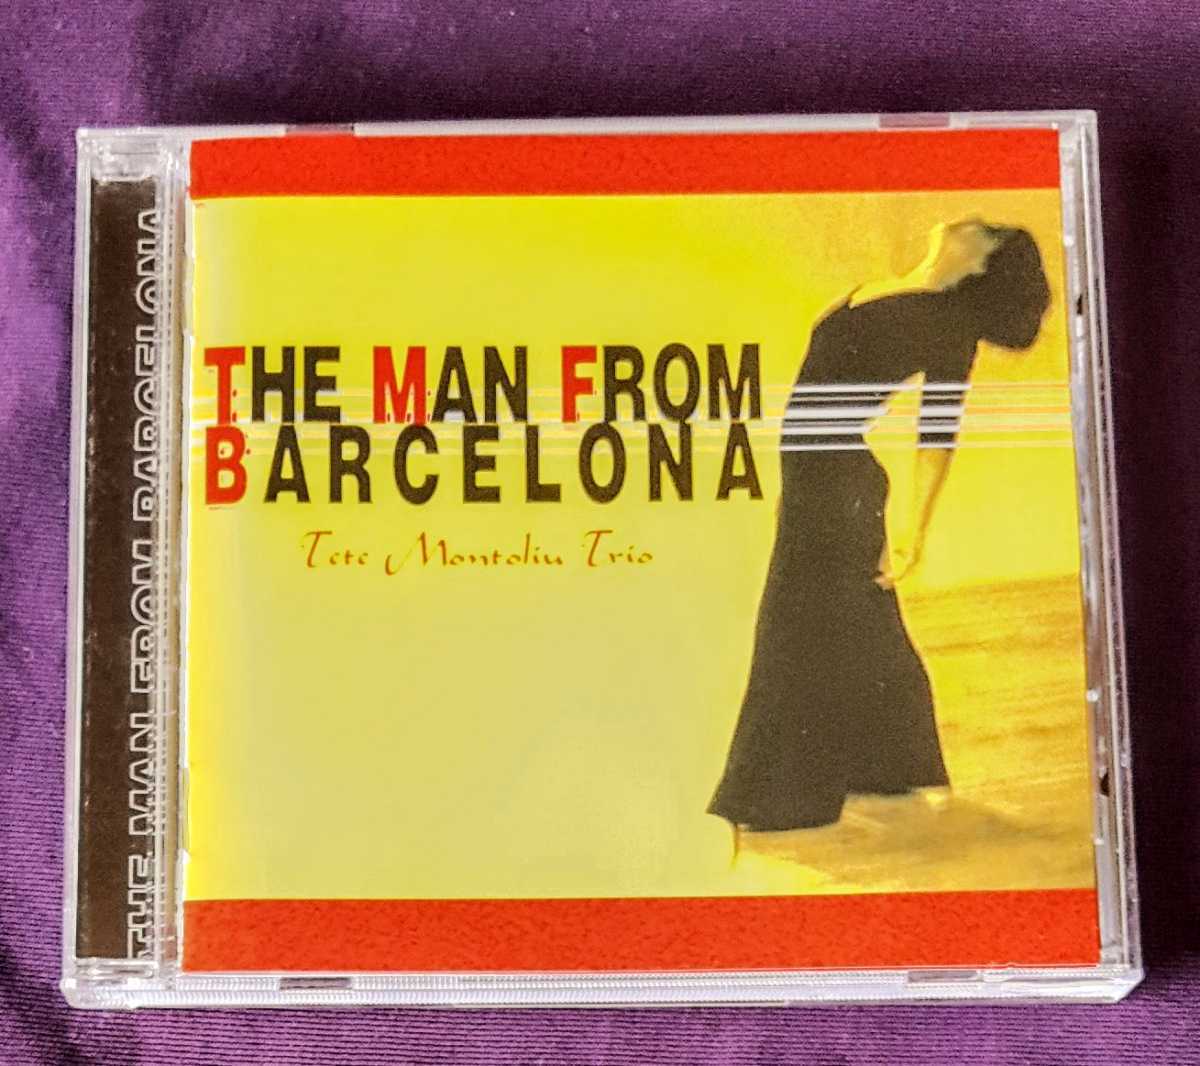 THE MAN FROM BARCELONA
THE MAN FROM
BARCELONA
Tete Montoliu Trio